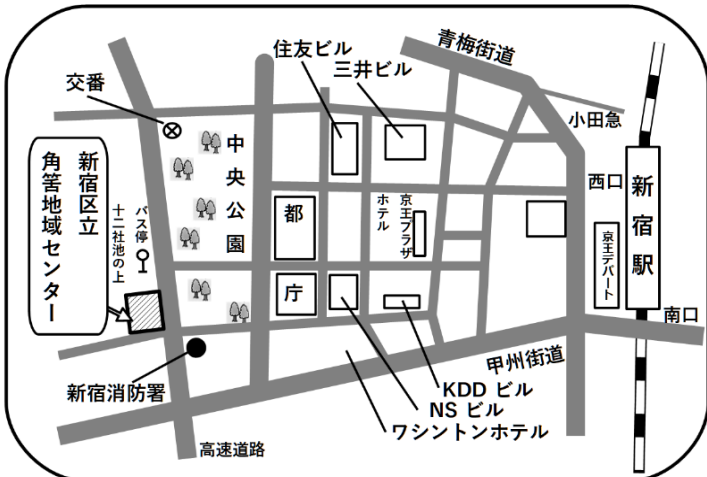 青梅街道
住友ビル
三井ビル
交番
小田急
新宿区立
角筈地域センター
バス停
十二社池の上
中央公園
都
庁
京王プラザ
ホテル
西口
新宿駅
京王デパート
南口
甲州街道
新宿消防署
KDD ビル
NS ビル
ワシントンホテル
高速道路